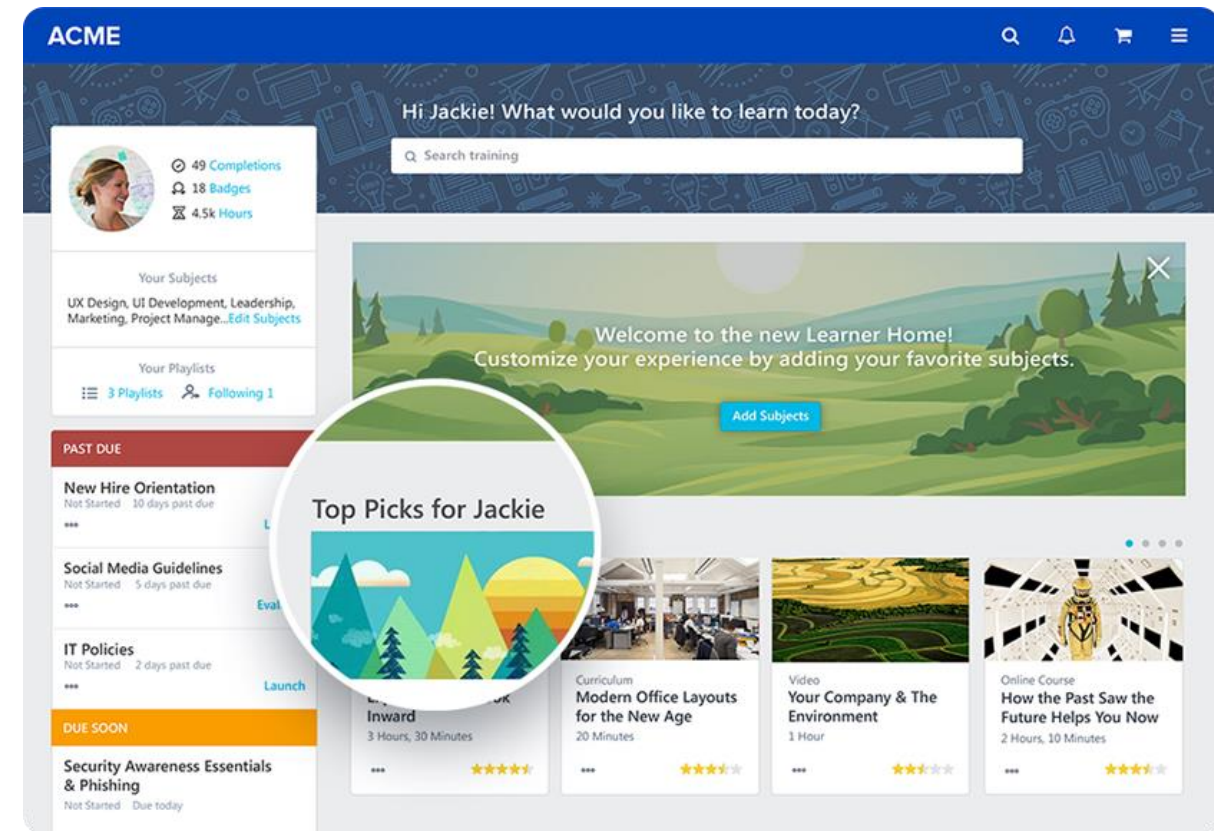 ACME
Hi Jackie! What would you like to learn today?
Search training
49 Completions
18 Badges
4.5k Hours
Your Subjects
UX Design, UI Development, Leadership,
Marketing, Project Manage...Edit Subjects
Your Playlists
3 Playlists Following 1
Welcome to the new Learner Home!
Customize your experience by adding your favorite subjects.
Add Subjects
PAST DUE
New Hire Orientation
Not Started 10 days past due
Social Media Guidelines
Not Started 5 days past due
IT Policies
Not Started 2 days past due
Launch
DUE SOON
Security Awareness Essentials
& Phishing
Not Started Due today
Top Picks for Jackie
Inward
3 Hours, 30 Minutes
Curriculum
Modern Office Layouts
for the New Age
20 Minutes
Video
Your Company & The
Environment
1 Hour
Online Course
How the Past Saw the
Future Helps You Now
2 Hours, 10 Minutes